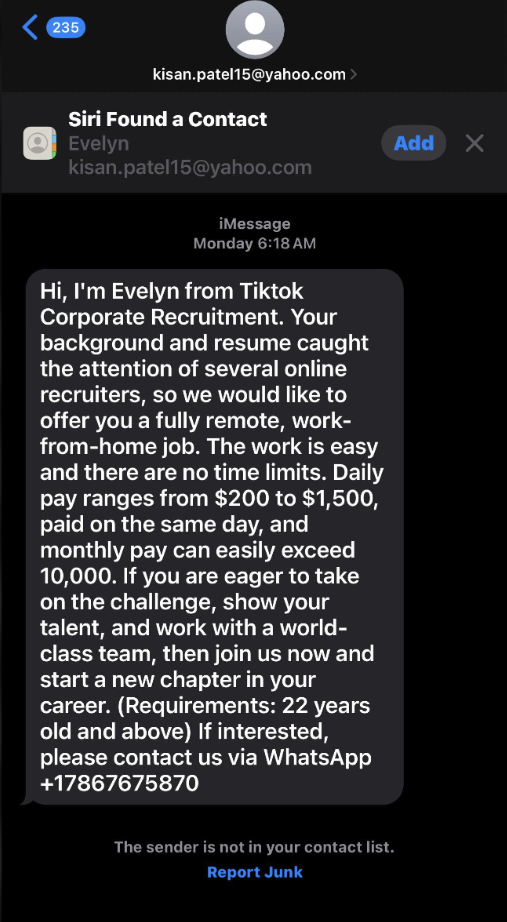 235
kisan.patel15@yahoo.com
Siri Found a Contact
Evelyn
kisan.patel15@yahoo.com
Add
iMessage
Monday 6:18 AM
Hi, I'm Evelyn from Tiktok
Corporate Recruitment. Your
background and resume caught
the attention of several online
recruiters, so we would like to
offer you a fully remote, work-
from-home job. The work is easy
and there are no time limits. Daily
pay ranges from $200 to $1,500,
paid on the same day, and
monthly pay can easily exceed
10,000. If you are eager to take
on the challenge, show your
talent, and work with a world-
class team, then join us now and
start a new chapter in your
career. (Requirements: 22 years
old and above) If interested,
please contact us via WhatsApp
+17867675870
The sender is not in your contact list.
Report Junk